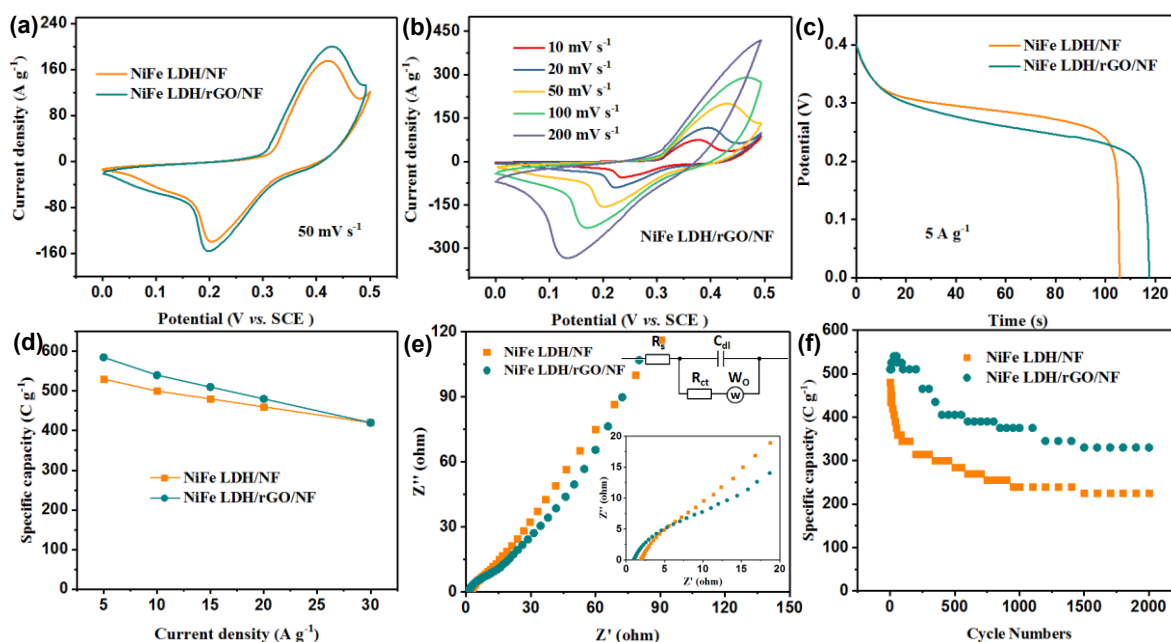 (a)
240
160
80
0
-80
-160
Current density (A g⁻¹)
NiFe LDH/NF
NiFe LDH/rGO/NF
50 mV s⁻¹
0.0 0.1 0.2 0.3 0.4 0.5
Potential (V vs. SCE )
(b)
450
300
150
0
-150
-300
Current density (A g⁻¹)
10 mV s⁻¹
20 mV s⁻¹
50 mV s⁻¹
100 mV s⁻¹
200 mV s⁻¹
NiFe LDH/rGO/NF
0.0 0.1 0.2 0.3 0.4 0.5
Potential (V vs. SCE )
(c)
0.4
0.3
0.2
0.1
0.0
Potential (V)
NiFe LDH/NF
NiFe LDH/rGO/NF
5 A g⁻¹
0 20 40 60 80 100 120
Time (s)
(d)
600
500
400
300
200
100
0
Specific capacity (C g⁻¹)
NiFe LDH/NF
NiFe LDH/rGO/NF
5 10 15 20 25 30
Current density (A g⁻¹)
(e)
120
90
60
30
0
Z'' (ohm)
NiFe LDH/NF
NiFe LDH/rGO/NF
Rs
Cdl
Rct
Wo
W
20
15
10
5
0
Z'' (ohm)
0 5 10 15 20
Z' (ohm)
0 30 60 90 120 150
Z' (ohm)
(f)
600
500
400
300
200
100
0
Specific capacity (C g⁻¹)
NiFe LDH/NF
NiFe LDH/rGO/NF
0 500 1000 1500 2000
Cycle Numbers